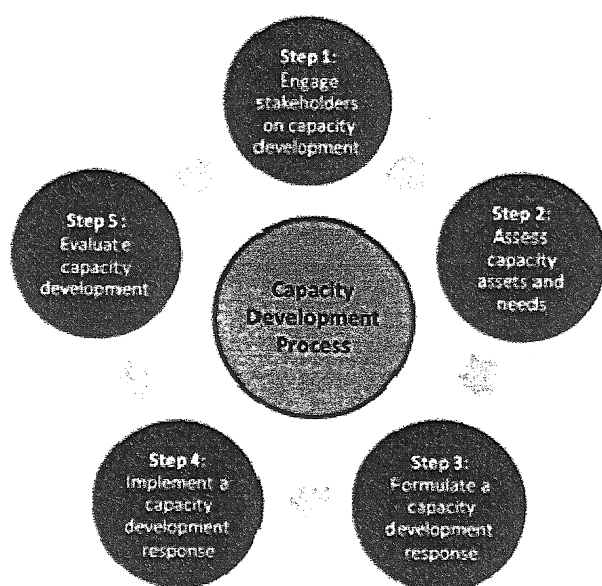 Step 1:
Engage
stakeholders
on capacity
development
Step 2:
Assess
capacity
assets and
needs
Step 3:
Formulate a
capacity
development
response
Step 4:
Implement a
capacity
development
response
Step 5:
Evaluate
capacity
development
Capacity
Development
Process